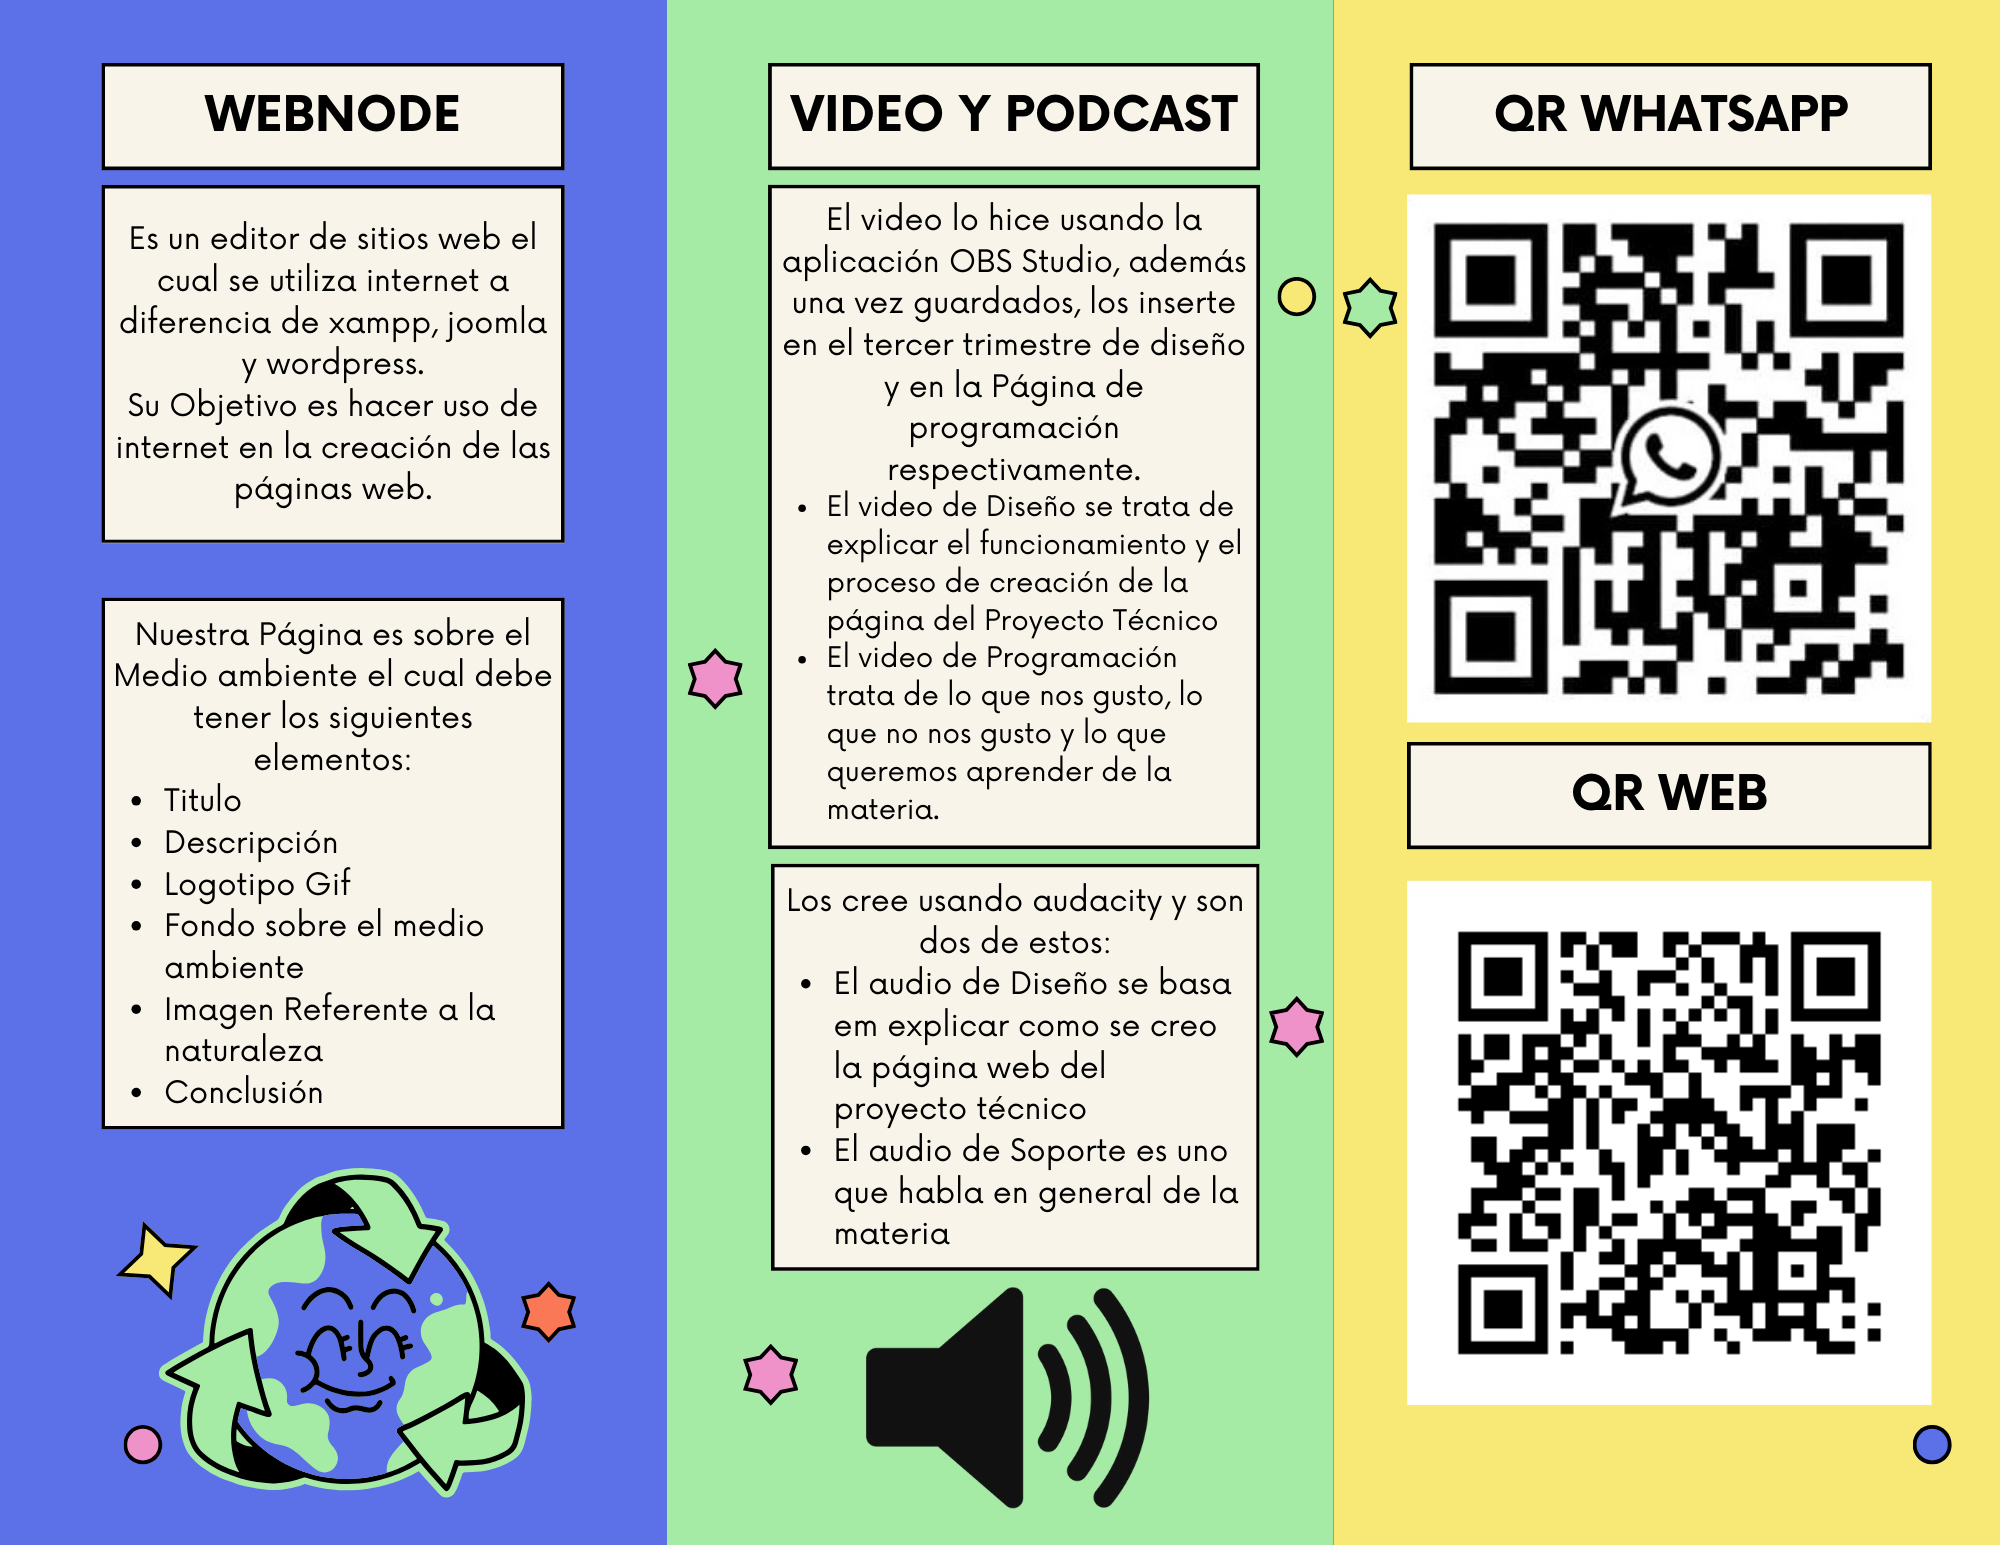 WEBNODE
Es un editor de sitios web el
cual se utiliza internet a
diferencia de xampp, joomla
y wordpress.
Su Objetivo es hacer uso de
internet en la creación de las
páginas web.
Nuestra Página es sobre el
Medio ambiente el cual debe
tener los siguientes
elementos:
• Titulo
• Descripción
• Logotipo Gif
• Fondo sobre el medio
ambiente
• Imagen Referente a la
naturaleza
• Conclusión
VIDEO Y PODCAST
El video lo hice usando la
aplicación OBS Studio, además
una vez guardados, los inserte
en el tercer trimestre de diseño
y en la Página de
programación
respectivamente.
• El video de Diseño se trata de
explicar el funcionamiento y el
proceso de creación de la
página del Proyecto Técnico
• El video de Programación
trata de lo que nos gusto, lo
que no nos gusto y lo que
queremos aprender de la
materia.
Los cree usando audacity y son
dos de estos:
• El audio de Diseño se basa
em explicar como se creo
la página web del
proyecto técnico
• El audio de Soporte es uno
que habla en general de la
materia
QR WHATSAPP
QR WEB